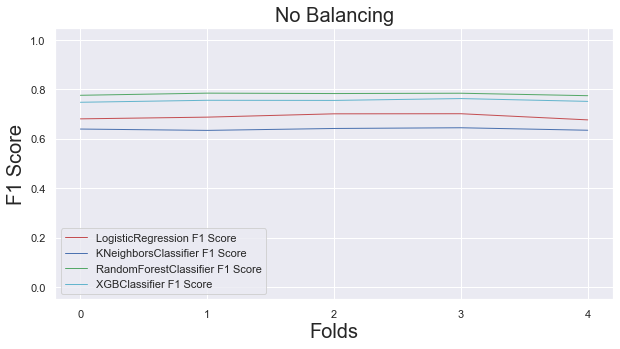 No Balancing
1.0
0.8
0.6
0.4
0.2
0.0
F1 Score
LogisticRegression F1 Score
KNeighborsClassifier F1 Score
RandomForestClassifier F1 Score
XGBClassifier F1 Score
0 1 2 3 4
Folds